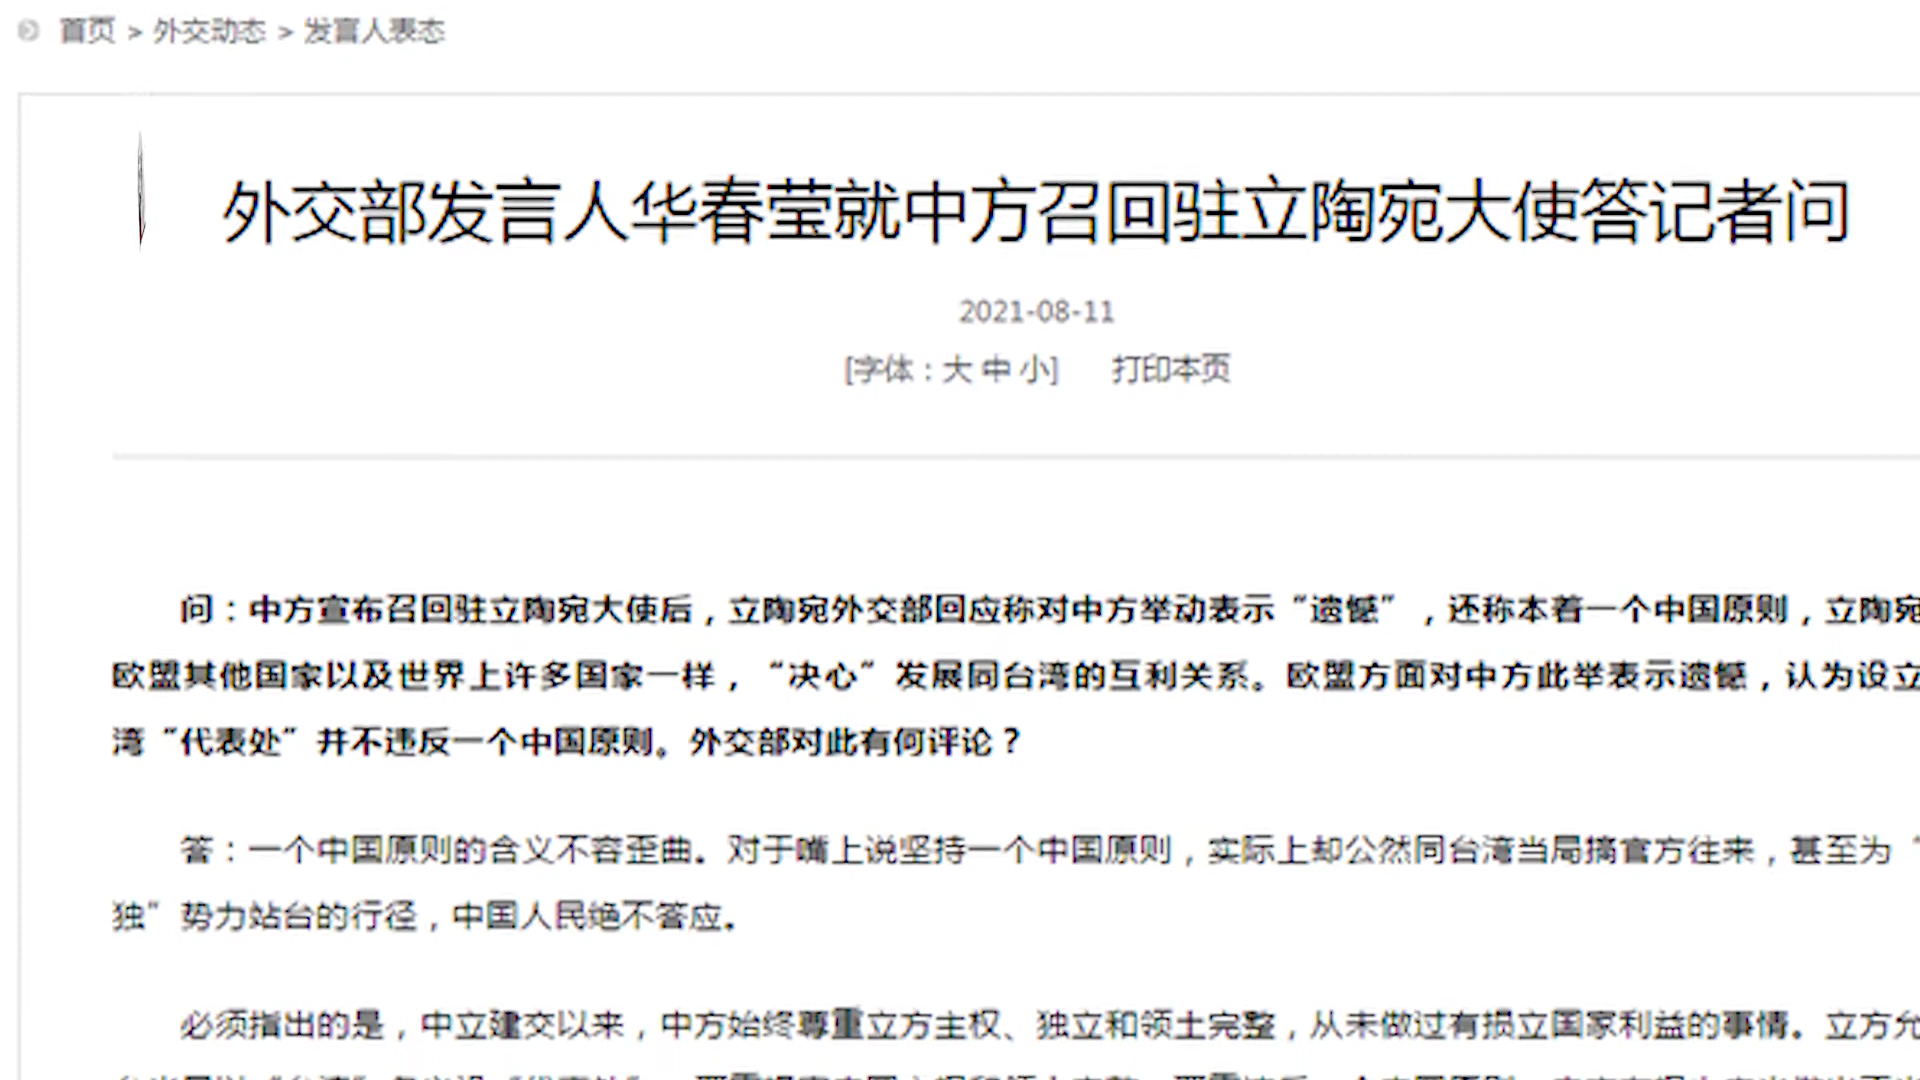 首页 > 外交动态 > 发言人表态
外交部发言人华春莹就中方召回驻立陶宛大使答记者问
2021-08-11
[字体：大 中 小] 打印本页
问：中方宣布召回驻立陶宛大使后，立陶宛外交部回应称对中方举动表示“遗憾”，还称本着一个中国原则，立陶宛
欧盟其他国家以及世界上许多国家一样，“决心”发展同台湾的互利关系。欧盟方面对中方此举表示遗憾，认为设立
湾“代表处”并不违反一个中国原则。外交部对此有何评论？
答：一个中国原则的含义不容歪曲。对于嘴上说坚持一个中国原则，实际上却公然同台湾当局搞官方往来，甚至为“
独”势力站台的行径，中国人民绝不答应。
必须指出的是，中立建交以来，中方始终尊重立方主权、独立和领土完整，从未做过有损立国家利益的事情。立方允